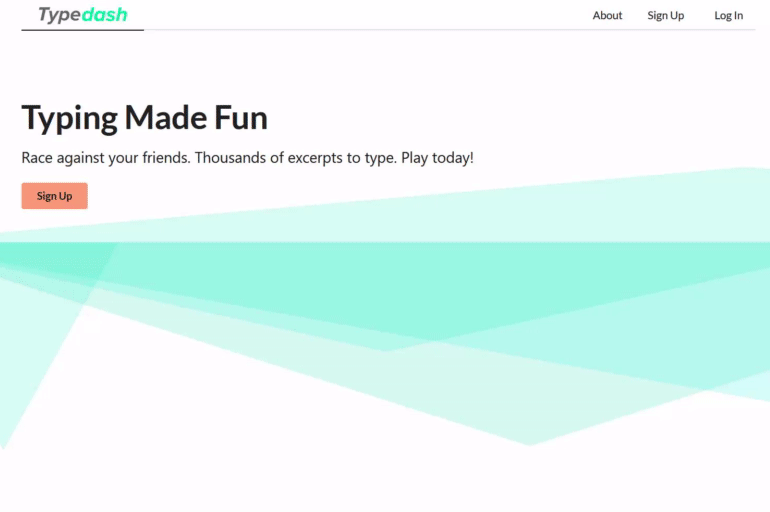 Typedash
About
Sign Up
Log In
Typing Made Fun
Race against your friends. Thousands of excerpts to type. Play today!
Sign Up